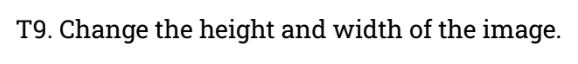 T9. Change the height and width of the image.